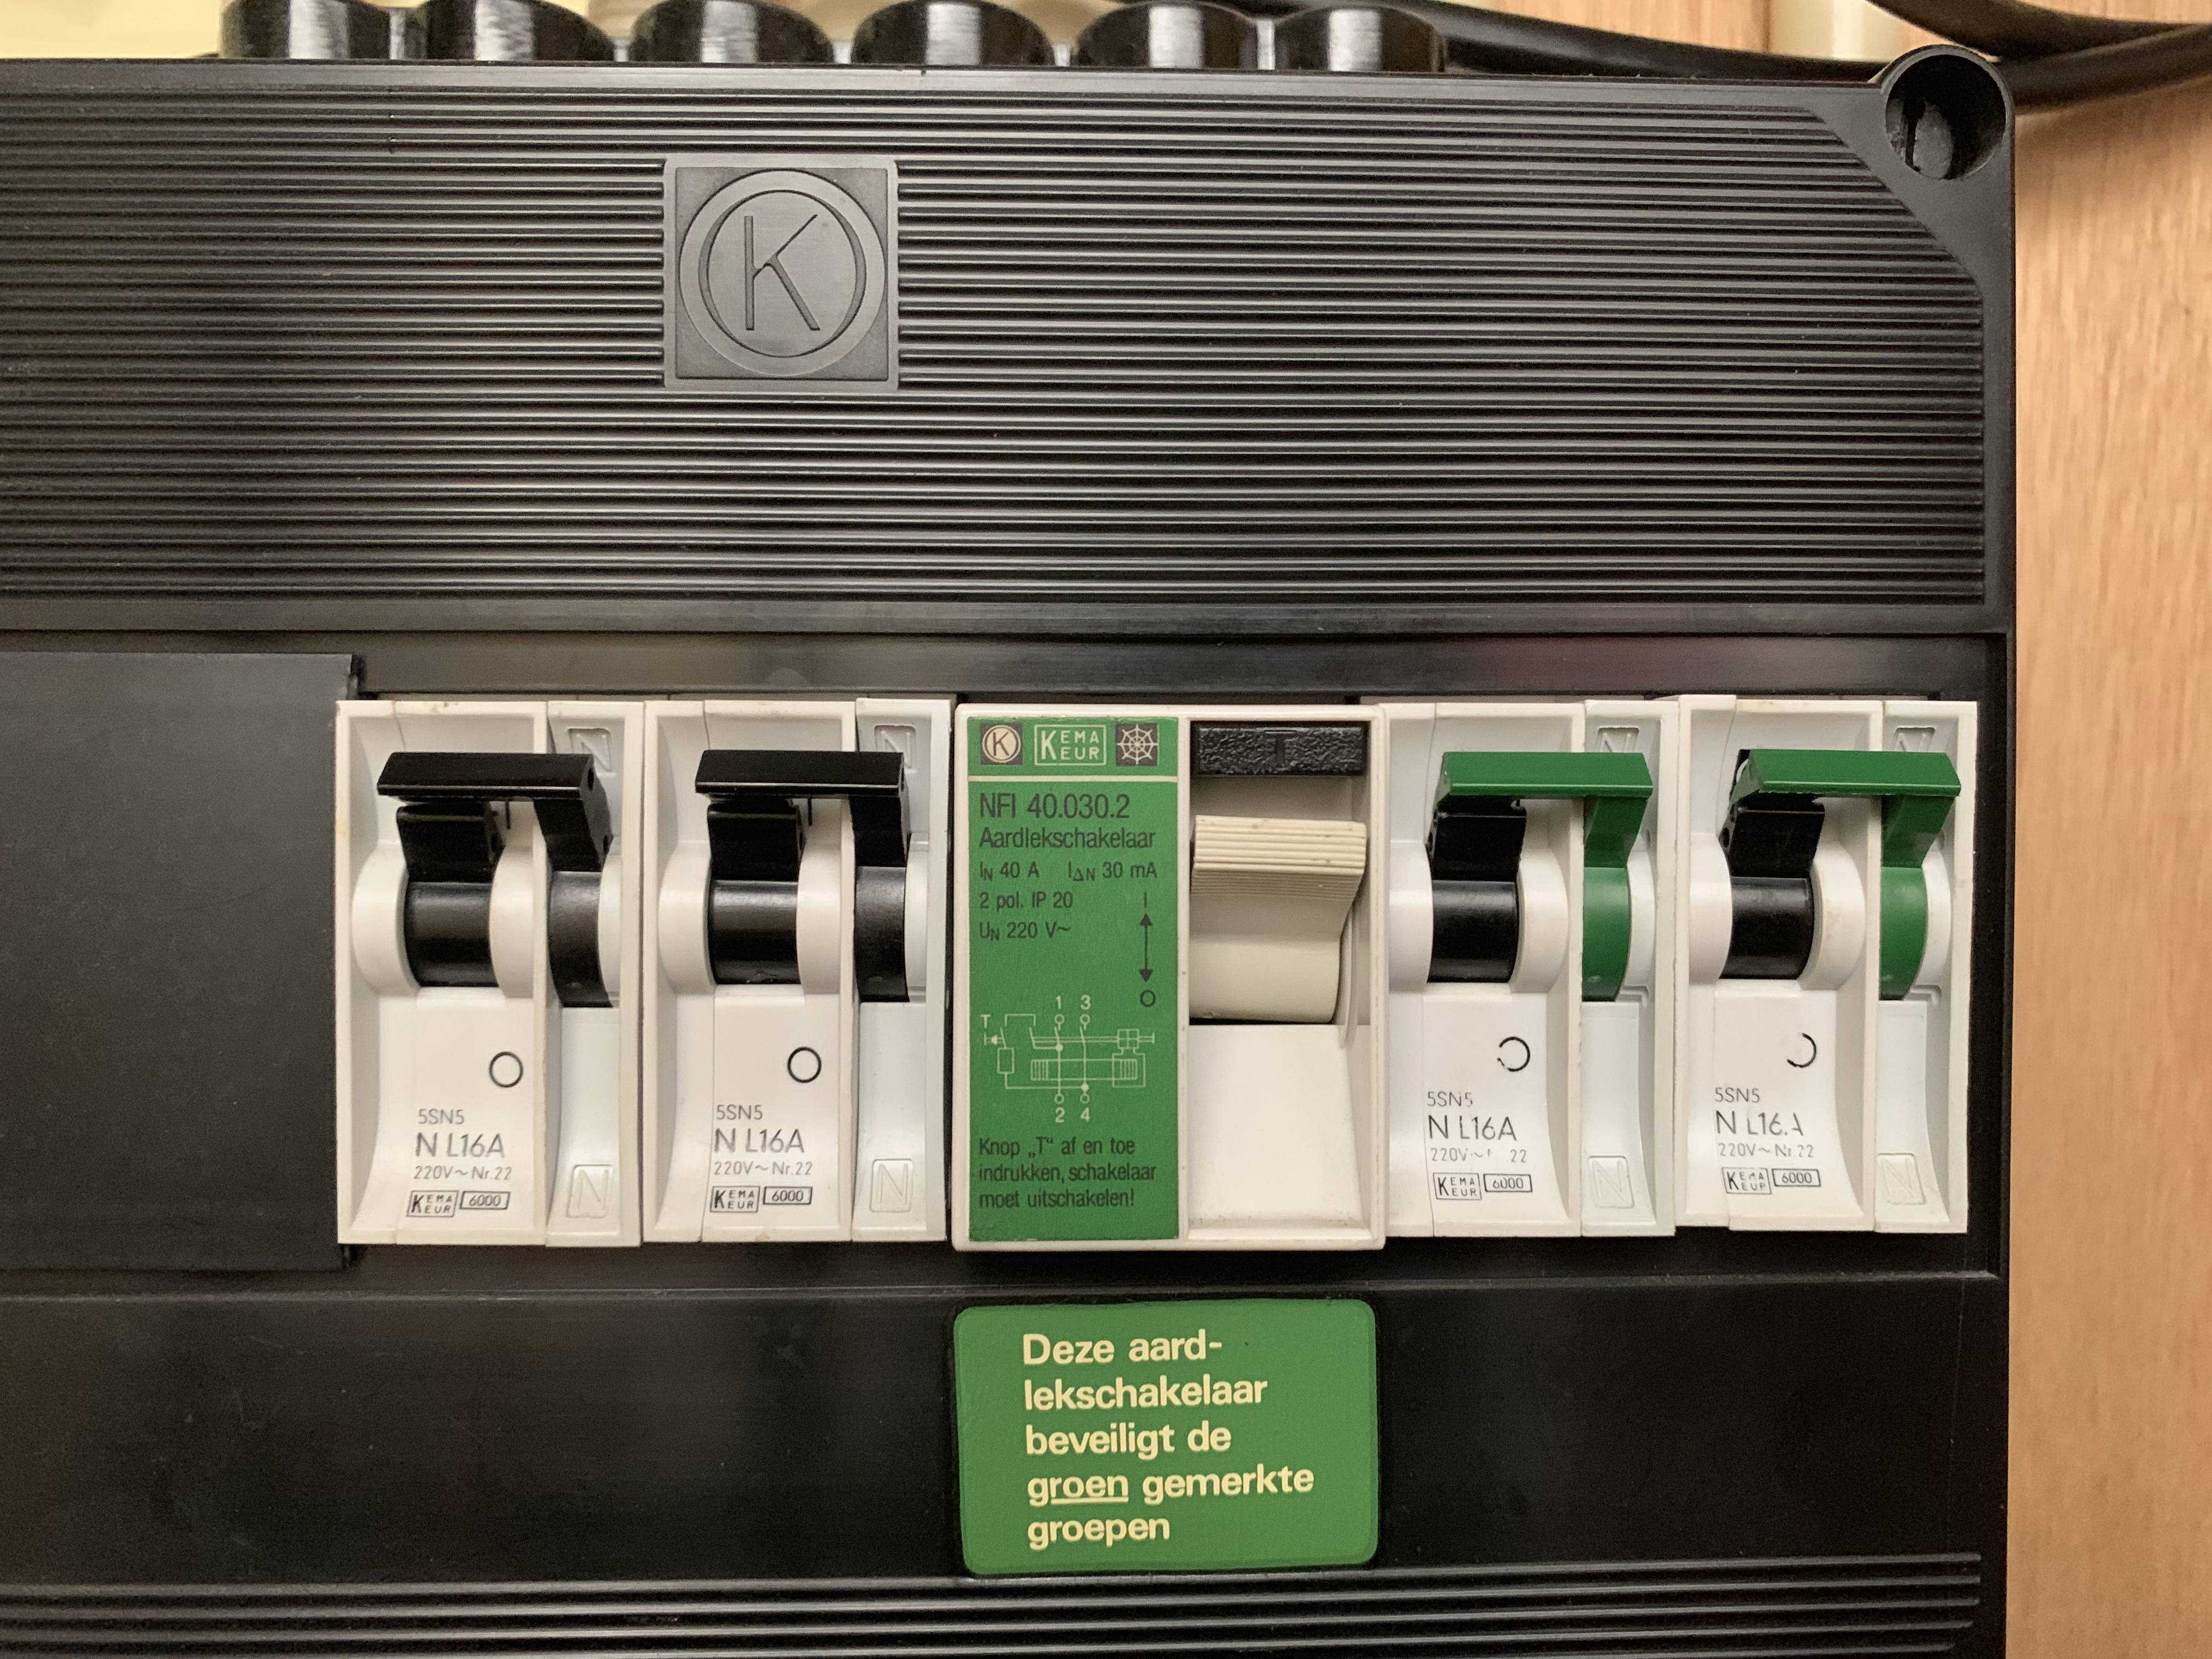 K
N
N
5SN5
N L16A
220V~Nr.22
KEMA
KEUR
6000
N
N
5SN5
N L16A
220V~Nr.22
KEMA
KEUR
6000
N
K
KEMA
KEUR
NFI 40.030.2
Aardlekschakelaar
IN 40 A IΔN 30 mA
2 pol. IP 20 I
UN 220 V~
O
1 3
T
2 4
Knop „T“ af en toe
indrukken, schakelaar
moet uitschakelen!
T
N
5SN5
N L16A
220V~ 22
KEMA
KEUR
6000
N
N
5SN5
N L16A
220V~Nr.22
KEMA
KEUR
6000
N
Deze aard-
lekschakelaar
beveiligt de
groen gemerkte
groepen